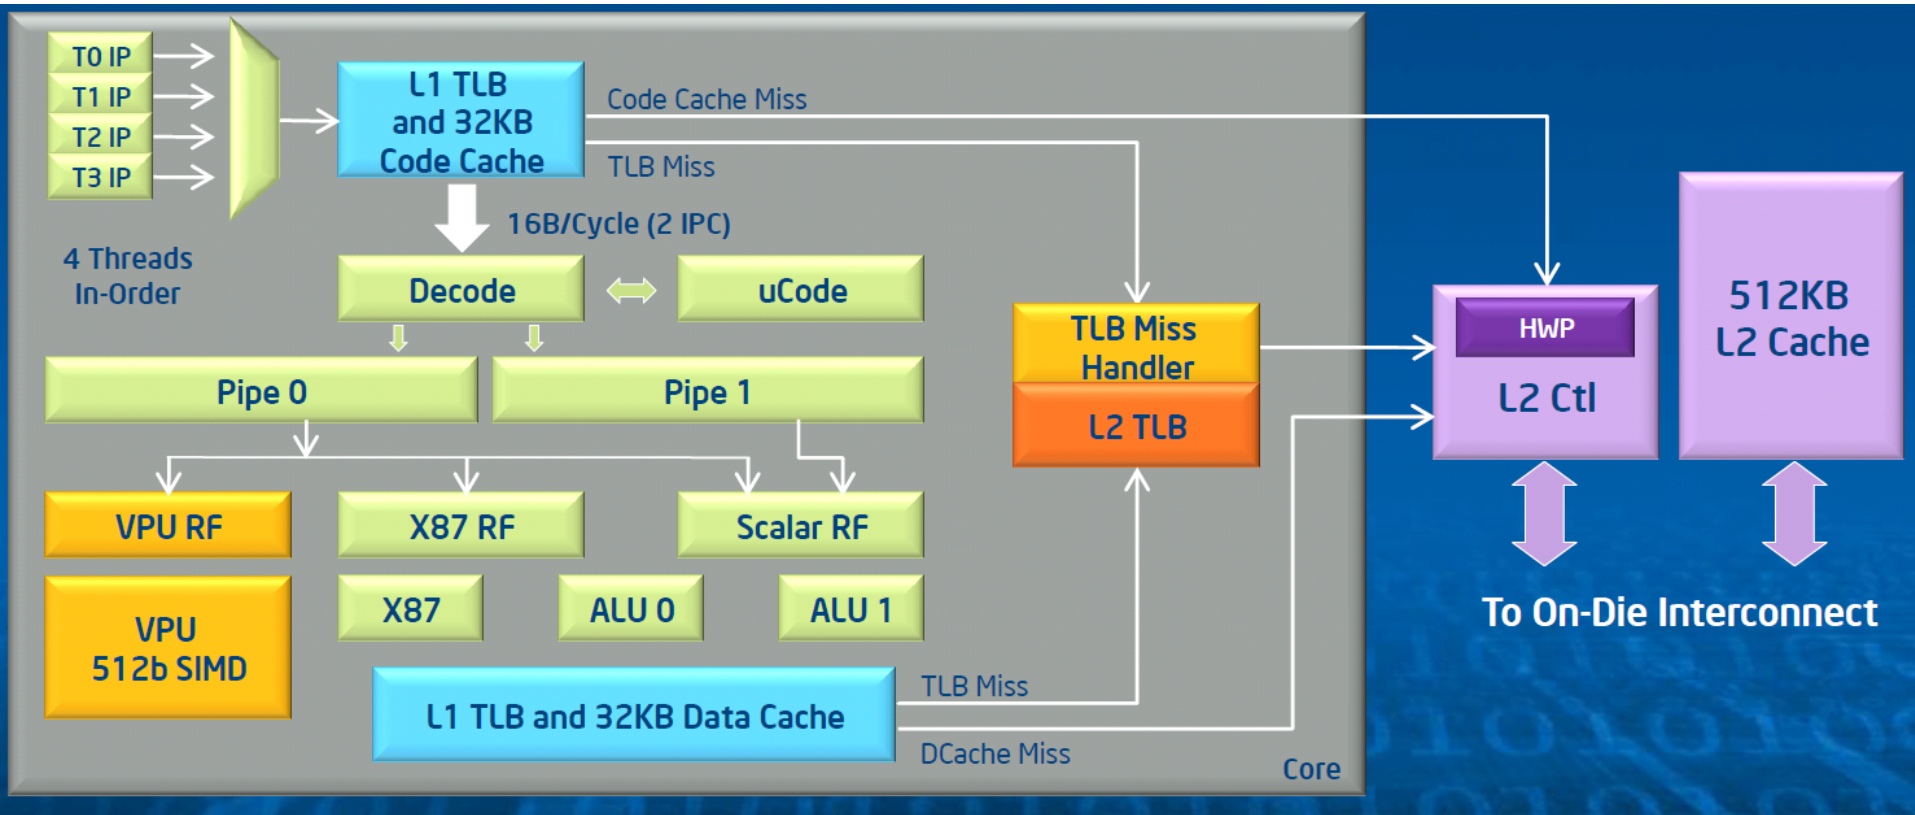 T0 IP
T1 IP
T2 IP
T3 IP
4 Threads
In-Order
L1 TLB
and 32KB
Code Cache
Code Cache Miss
TLB Miss
16B/Cycle (2 IPC)
Decode
uCode
Pipe 0
Pipe 1
VPU RF
X87 RF
Scalar RF
VPU
512b SIMD
X87
ALU 0
ALU 1
L1 TLB and 32KB Data Cache
TLB Miss
DCache Miss
TLB Miss
Handler
L2 TLB
Core
HWP
L2 Ctl
512KB
L2 Cache
To On-Die Interconnect